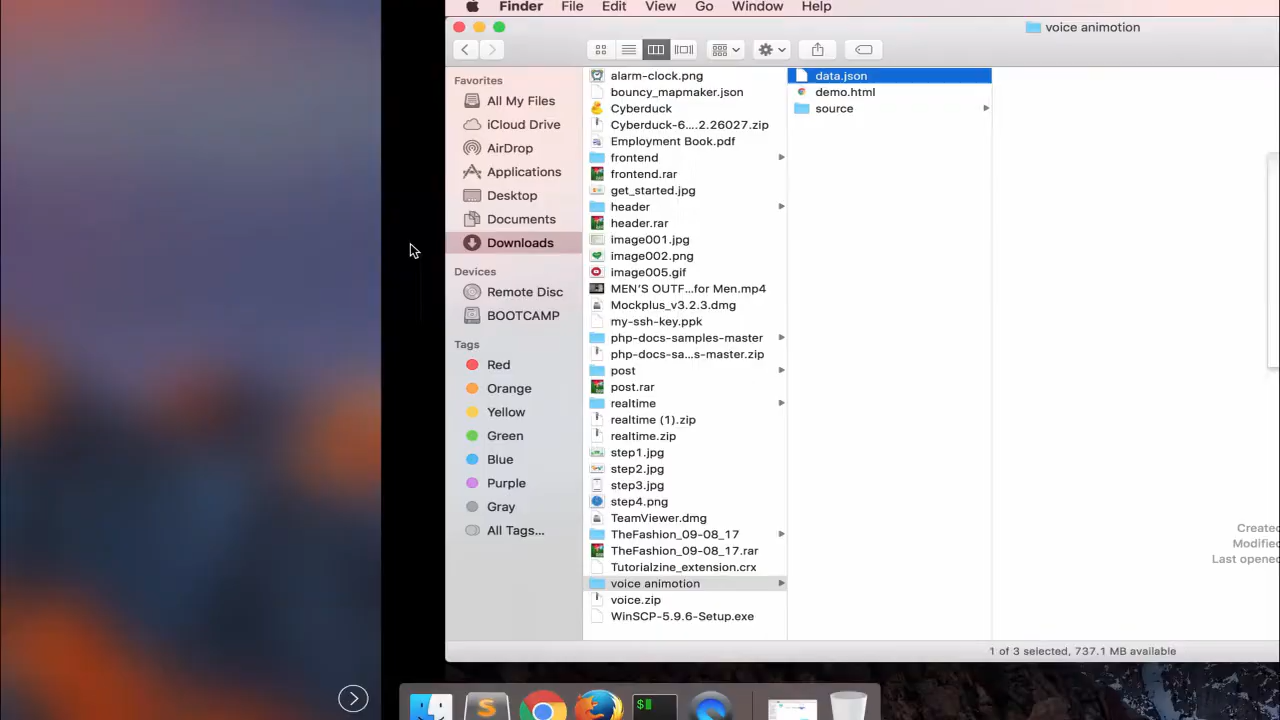 Finder File Edit View Go Window Help
voice animotion
Favorites
All My Files
iCloud Drive
AirDrop
Applications
Desktop
Documents
Downloads
Devices
Remote Disc
BOOTCAMP
Tags
Red
Orange
Yellow
Green
Blue
Purple
Gray
All Tags...
alarm-clock.png
bouncy_mapmaker.json
Cyberduck
Cyberduck-6....2.26027.zip
Employment Book.pdf
frontend
frontend.rar
get_started.jpg
header
header.rar
image001.jpg
image002.png
image005.gif
MEN'S OUTF...for Men.mp4
Mockplus_v3.2.3.dmg
my-ssh-key.ppk
php-docs-samples-master
php-docs-sa...s-master.zip
post
post.rar
realtime
realtime (1).zip
realtime.zip
step1.jpg
step2.jpg
step3.jpg
step4.png
TeamViewer.dmg
TheFashion_09-08_17
TheFashion_09-08_17.rar
Tutorialzine_extension.crx
voice animotion
voice.zip
WinSCP-5.9.6-Setup.exe
data.json
demo.html
source
Created
Modified
Last opened
1 of 3 selected, 737.1 MB available